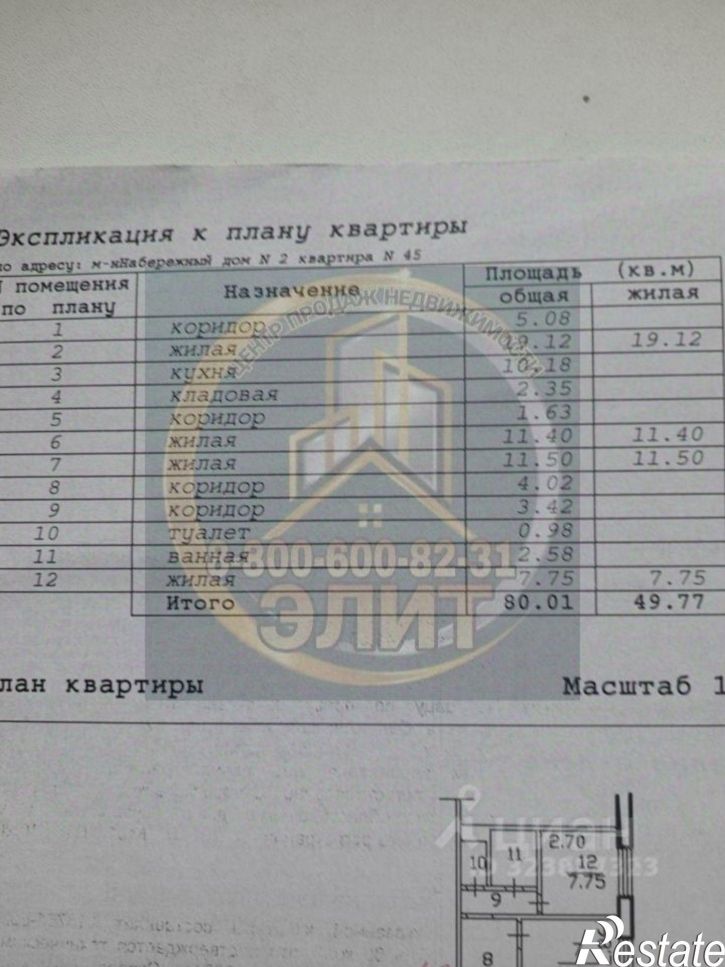 Экспликация к плану квартиры
по адресу: м-нНабережный дом N 2 квартира N 45
N помещения по плану Назначение Площадь (кв.м) общая жилая
1 коридор 5.08
2 жилая 19.12 19.12
3 кухня 10.18
4 кладовая 2.35
5 коридор 1.63
6 жилая 11.40 11.40
7 жилая 11.50 11.50
8 коридор 4.02
9 коридор 3.42
10 туалет 0.98
11 ванная 2.58
12 жилая 7.75 7.75
Итого 80.01 49.77
ЦЕНТР ПРОДАЖ НЕДВИЖИМОСТИ
8-800-600-82-31
ЭЛИТ
лан квартиры Масштаб 1
циан
2.70
10 11 12
7.75
9
8
Restate